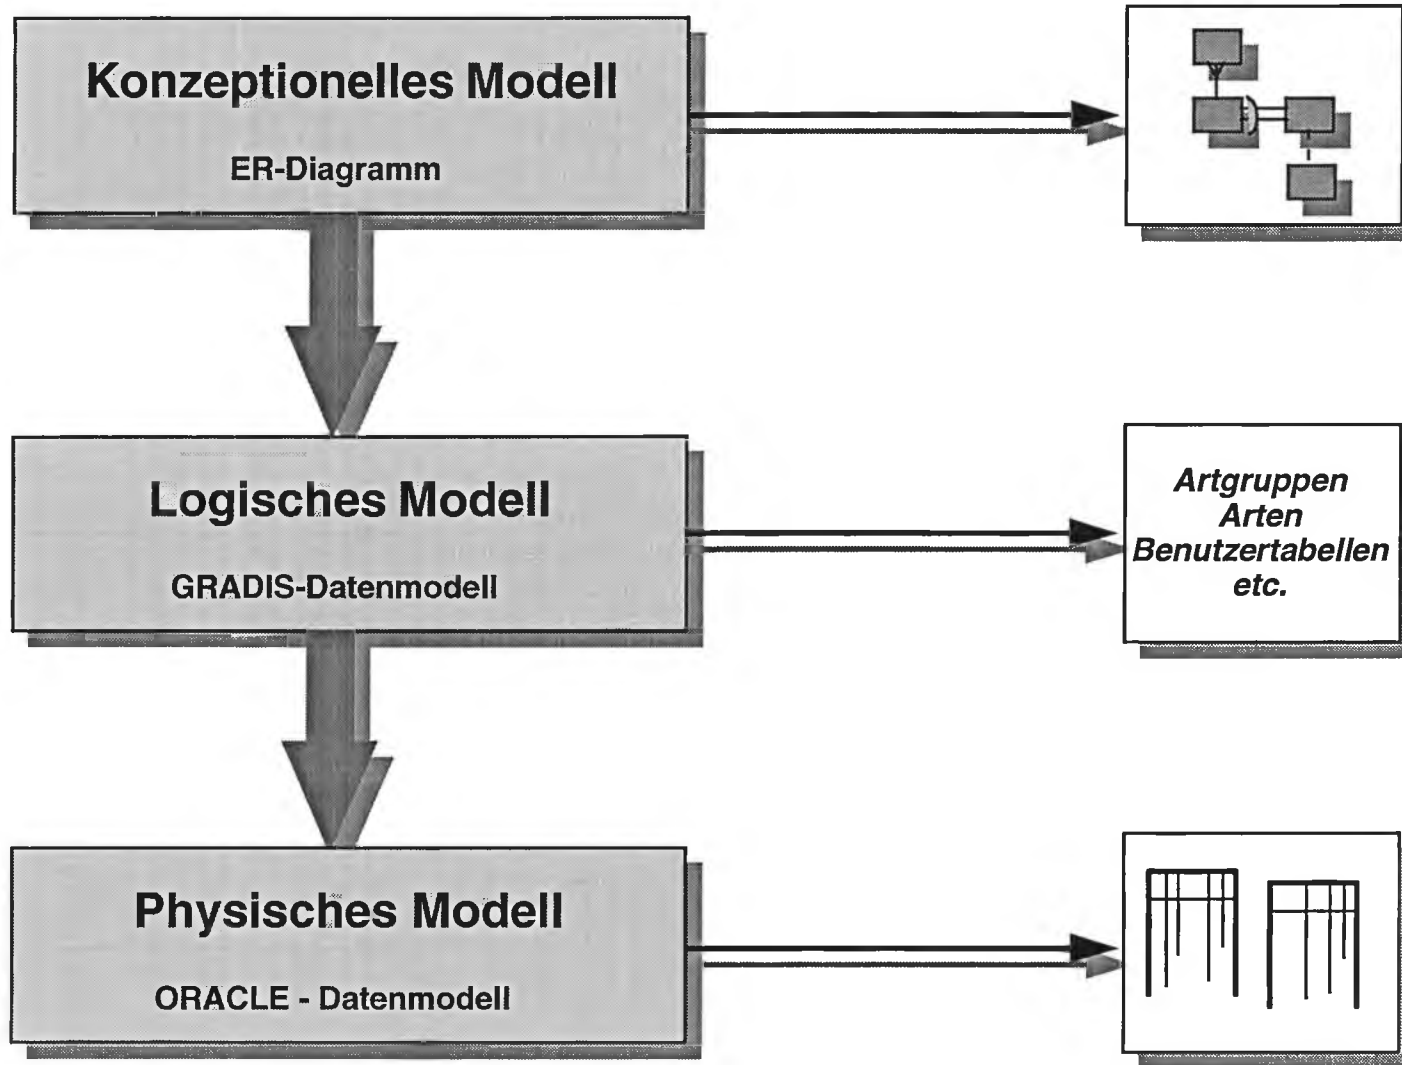 Konzeptionelles Modell
ER-Diagramm
Logisches Modell
GRADIS-Datenmodell
Artgruppen
Arten
Benutzertabellen
etc.
Physisches Modell
ORACLE - Datenmodell